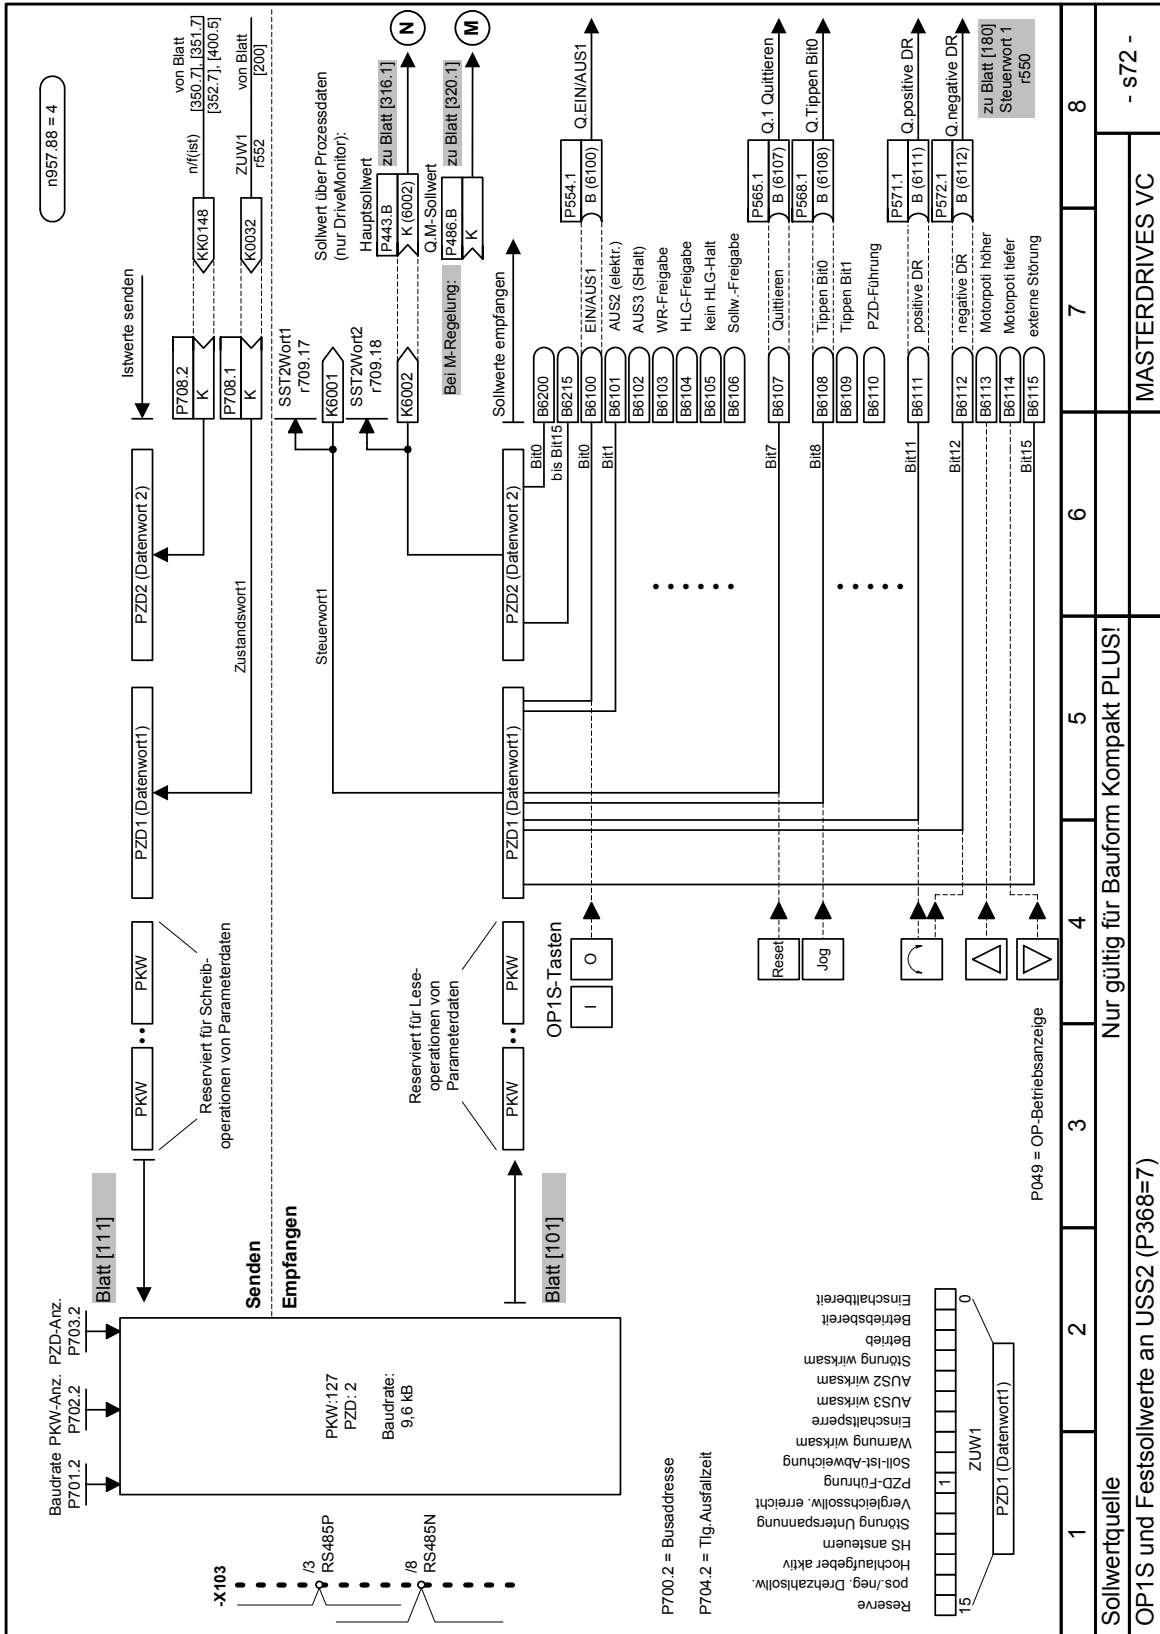 n957.88 = 4
Baudrate
P701.2
PKW-Anz.
P702.2
PZD-Anz.
P703.2
Blatt [111]
PKW
PKW
PZD1 (Datenwort1)
PZD2 (Datenwort 2)
Istwerte senden
Reserviert für Schreib-
operationen von Parameterdaten
P708.2
K
KK0148
n/f(ist)
von Blatt
[350.7], [351.7]
[352.7], [400.5]
Zustandswort1
P708.1
K
K0032
ZUW1
r552
von Blatt
[200]
Senden
Empfangen
-X103
/3
RS485P
/8
RS485N
PKW:127
PZD: 2
Baudrate:
9,6 kB
SST2Wort1
r709.17
Steuerwort1
K6001
SST2Wort2
r709.18
K6002
Sollwert über Prozessdaten
(nur DriveMonitor):
Hauptsollwert
P443.B
K (6002)
zu Blatt [316.1]
N
Q.M-Sollwert
Bei M-Regelung:
P486.B
K
zu Blatt [320.1]
M
Reserviert für Lese-
operationen von
Parameterdaten
Blatt [101]
PKW
PKW
PZD1 (Datenwort1)
PZD2 (Datenwort 2)
Sollwerte empfangen
Bit0
B6200
bis Bit15
B6215
OP1S-Tasten
I
O
Bit0
B6100
EIN/AUS1
P554.1
B (6100)
Q.EIN/AUS1
Bit1
B6101
AUS2 (elektr.)
B6102
AUS3 (SHalt)
B6103
WR-Freigabe
B6104
HLG-Freigabe
B6105
kein HLG-Halt
B6106
Sollw.-Freigabe
Reset
Bit7
B6107
Quittieren
P565.1
B (6107)
Q.1 Quittieren
Jog
Bit8
B6108
Tippen Bit0
P568.1
B (6108)
Q.Tippen Bit0
B6109
Tippen Bit1
B6110
PZD-Führung
Bit11
B6111
positive DR
P571.1
B (6111)
Q.positive DR
Bit12
B6112
negative DR
P572.1
B (6112)
Q.negative DR
B6113
Motorpoti höher
B6114
Motorpoti tiefer
Bit15
B6115
externe Störung
zu Blatt [180]
Steuerwort 1
r550
P700.2 = Busaddresse
P704.2 = Tlg.Ausfallzeit
Reserve
pos./neg. Drehzahlsollw.
Hochlaufgeber aktiv
HS ansteuern
Störung Unterspannung
Vergleichssollw. erreicht
PZD-Führung
Soll-Ist-Abweichung
Warnung wirksam
Einschaltsperre
AUS3 wirksam
AUS2 wirksam
Störung wirksam
Betrieb
Betriebsbereit
Einschaltbereit
1
15
ZUW1
0
PZD1 (Datenwort1)
P049 = OP-Betriebsanzeige
1
2
3
4
5
6
7
8
Sollwertquelle
Nur gültig für Bauform Kompakt PLUS!
MASTERDRIVES VC
- s72 -
OP1S und Festsollwerte an USS2 (P368=7)